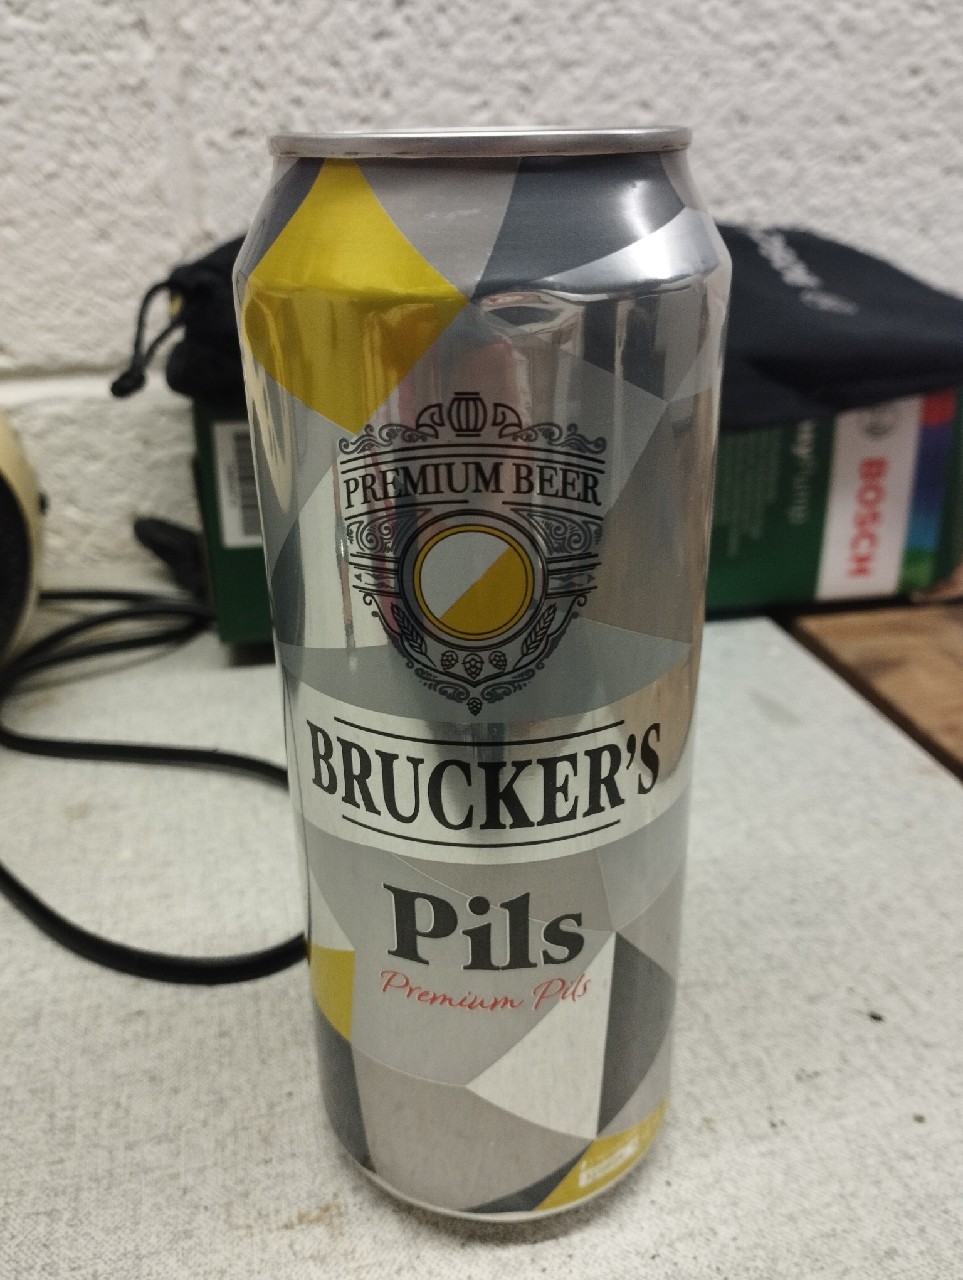 PREMIUM BEER
BRUCKER'S
Pils
Premium Pils
BOSCH